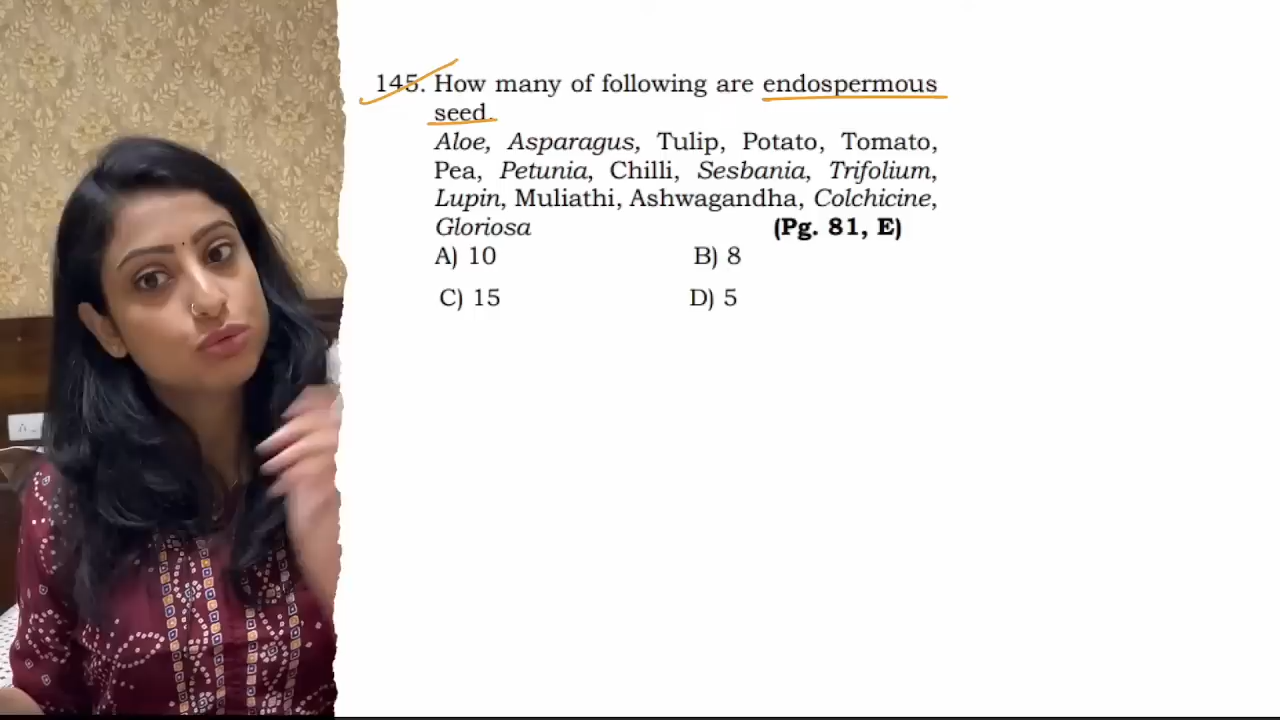 145. How many of following are endospermous
seed.
Aloe, Asparagus, Tulip, Potato, Tomato,
Pea, Petunia, Chilli, Sesbania, Trifolium,
Lupin, Muliathi, Ashwagandha, Colchicine,
Gloriosa (Pg. 81, E)
A) 10 B) 8
C) 15 D) 5